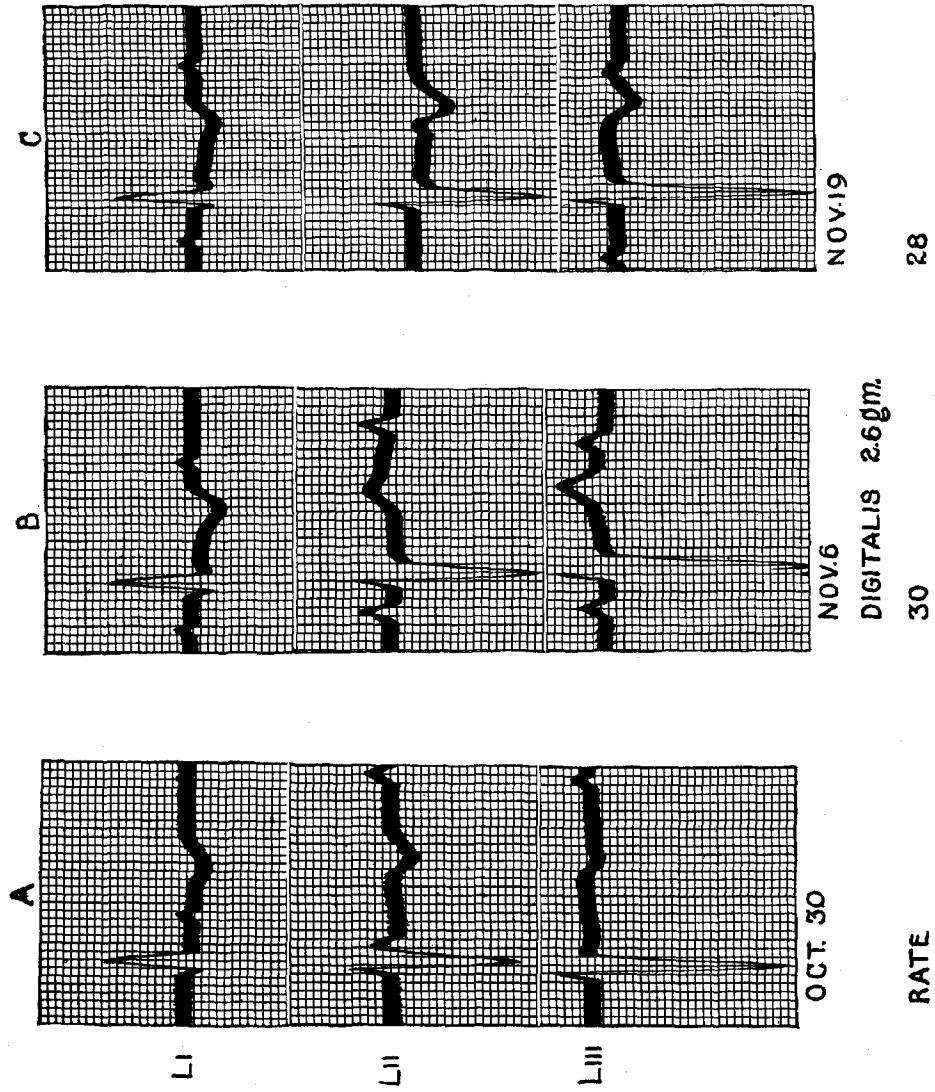 A B C
LI
LII
LIII
OCT. 30 NOV. 6 NOV. 19
DIGITALIS 2.6 gm.
RATE 30 28